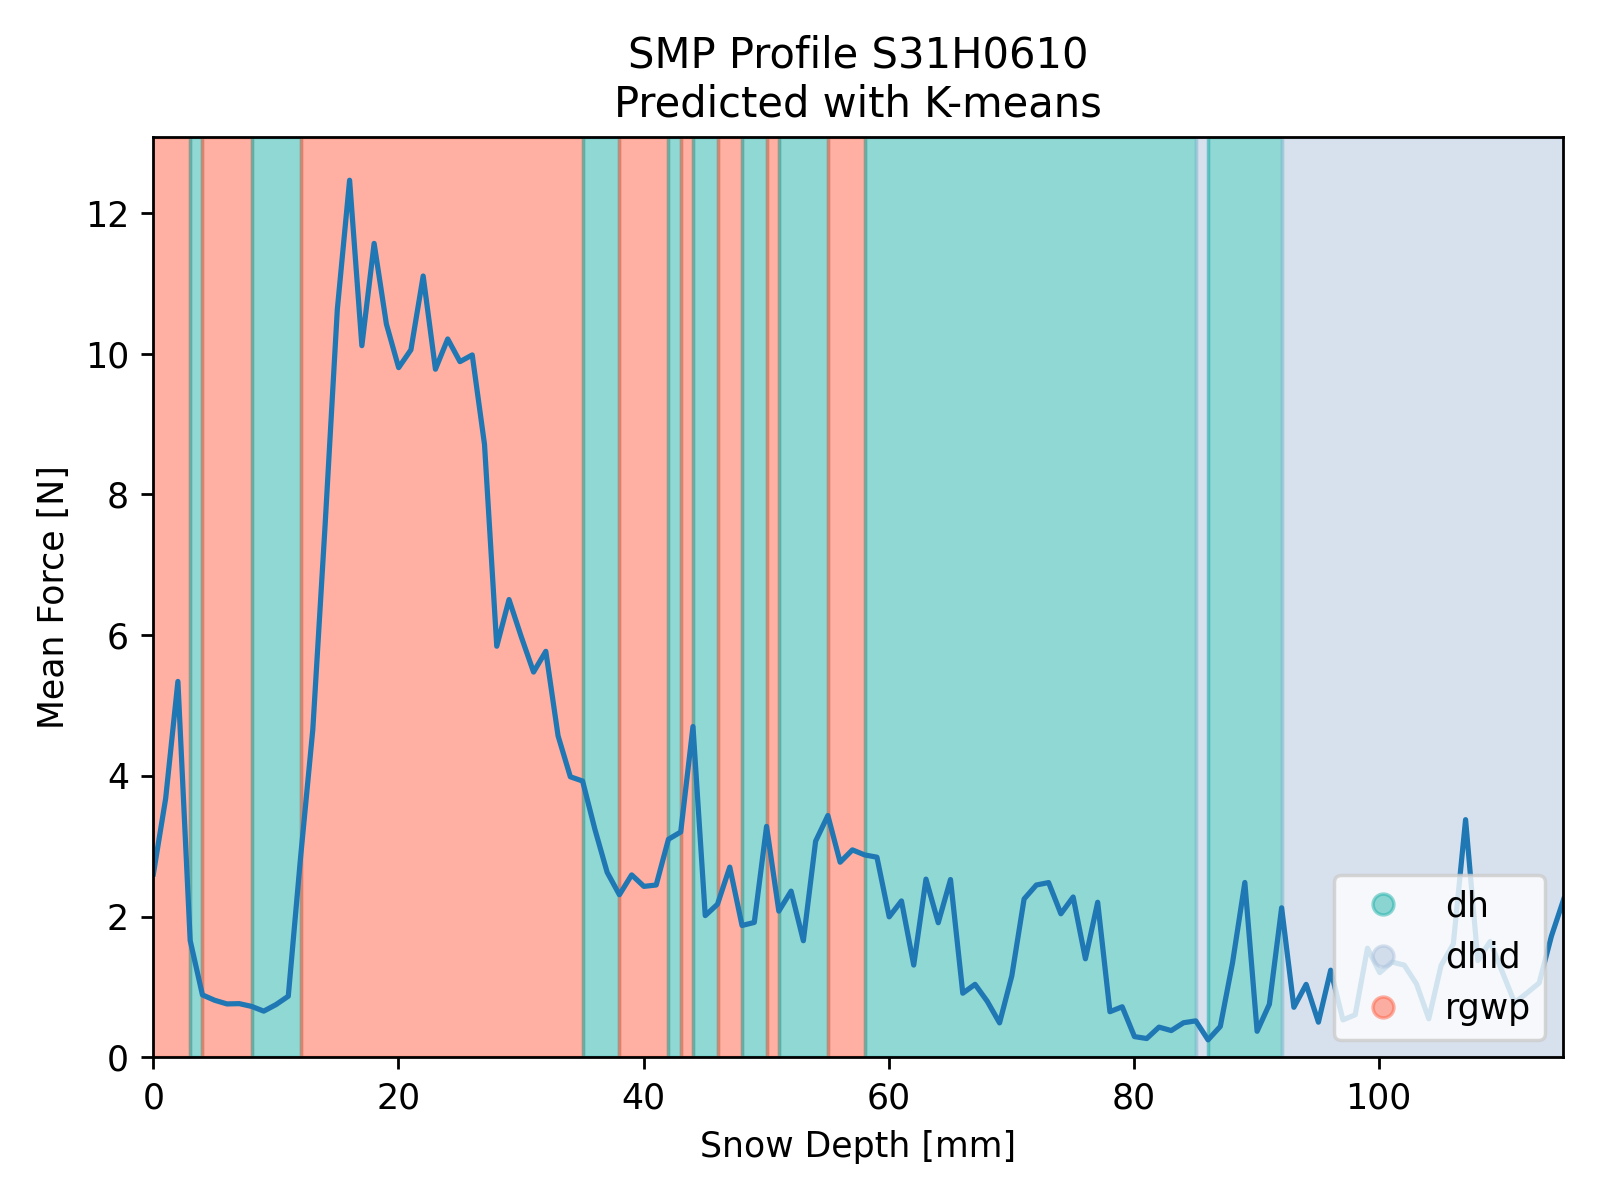 SMP Profile S31H0610
Predicted with K-means
Mean Force [N]
12
10
8
6
4
2
0
0 20 40 60 80 100
Snow Depth [mm]
dh
dhid
rgwp